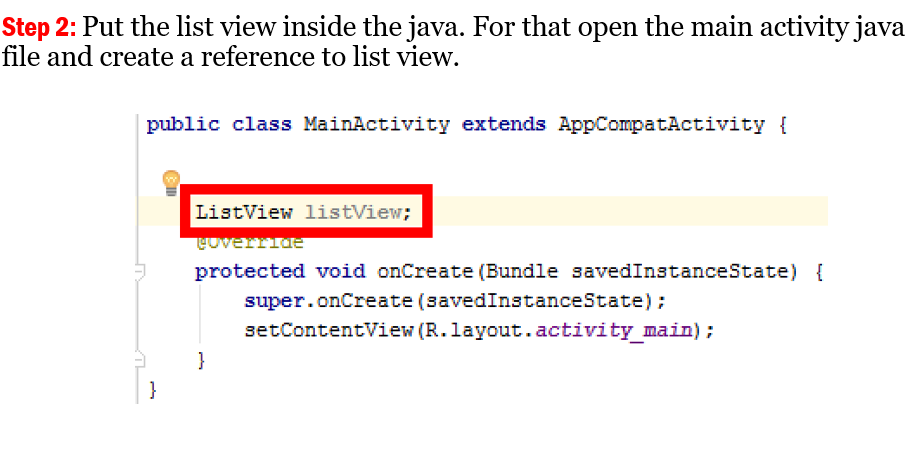 Step 2: Put the list view inside the java. For that open the main activity java
file and create a reference to list view.
public class MainActivity extends AppCompatActivity {
ListView listView;
@Override
protected void onCreate(Bundle savedInstanceState) {
super.onCreate(savedInstanceState);
setContentView(R.layout.activity_main);
}
}